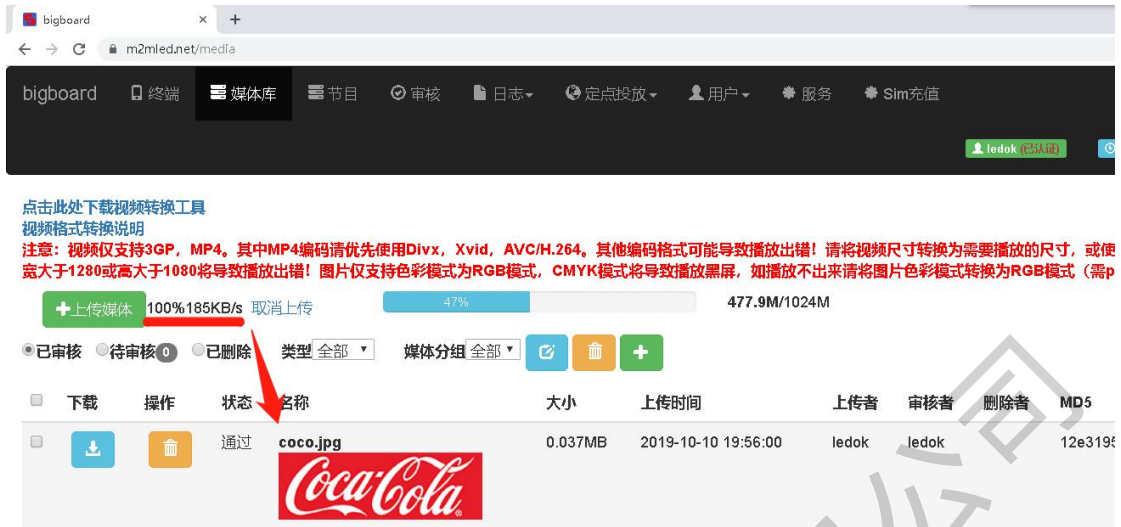 bigboard
m2mled.net/media
bigboard 终端 媒体库 节目 审核 日志 定点投放 用户 服务 Sim充值
ledok (已认证)
点击此处下载视频转换工具
视频格式转换说明
注意：视频仅支持3GP，MP4。其中MP4编码请优先使用Divx，Xvid，AVC/H.264。其他编码格式可能导致播放出错！请将视频尺寸转换为需要播放的尺寸，或使
宽大于1280或高大于1080将导致播放出错！图片仅支持色彩模式为RGB模式，CMYK模式将导致播放黑屏，如播放不出来请将图片色彩模式转换为RGB模式（需p
上传媒体 100%185KB/s 取消上传 47% 477.9M/1024M
已审核 待审核 0 已删除 类型 全部 媒体分组 全部
下载 操作 状态 名称 大小 上传时间 上传者 审核者 删除者 MD5
通过 coco.jpg 0.037MB 2019-10-10 19:56:00 ledok ledok 12e3195
Coca-Cola
公司